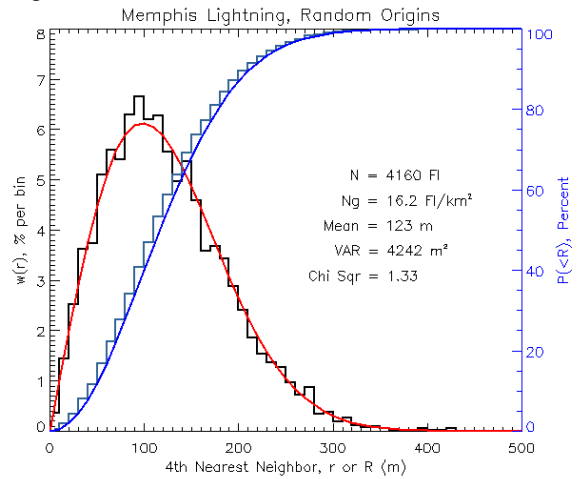 Memphis Lightning, Random Origins
8
7
6
5
4
3
2
1
0
w(r), % per bin
100
80
60
40
20
0
P(<R), Percent
N = 4160 Fl
Ng = 16.2 Fl/km²
Mean = 123 m
VAR = 4242 m²
Chi Sqr = 1.33
0 100 200 300 400 500
4th Nearest Neighbor, r or R (m)